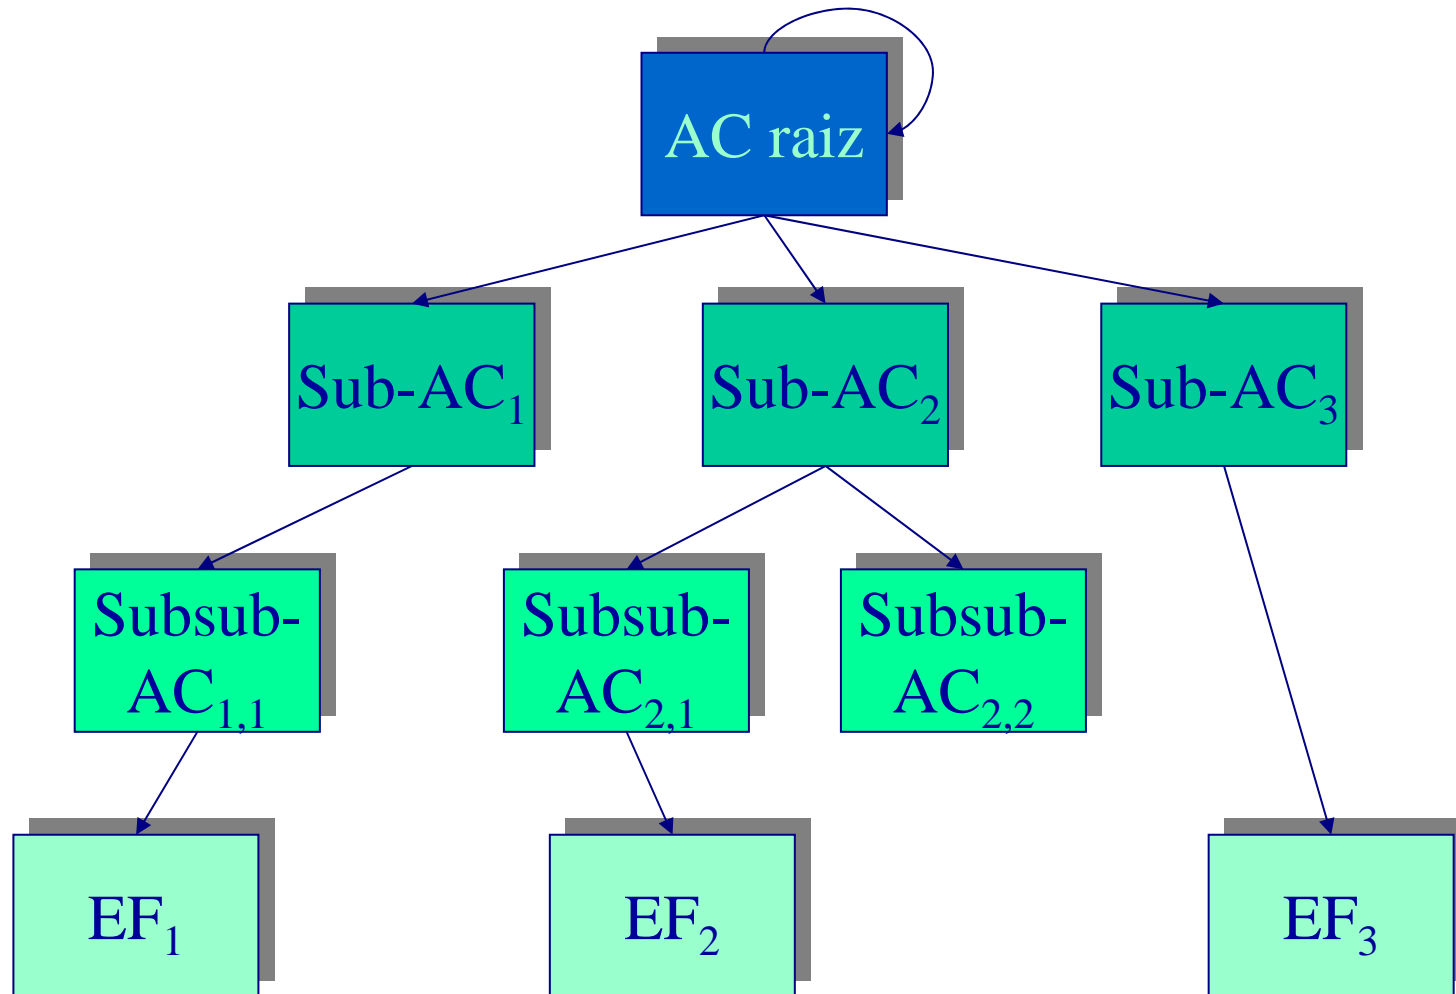 AC raiz
Sub-AC₁
Sub-AC₂
Sub-AC₃
Subsub-
AC₁,₁
Subsub-
AC₂,₁
Subsub-
AC₂,₂
EF₁
EF₂
EF₃